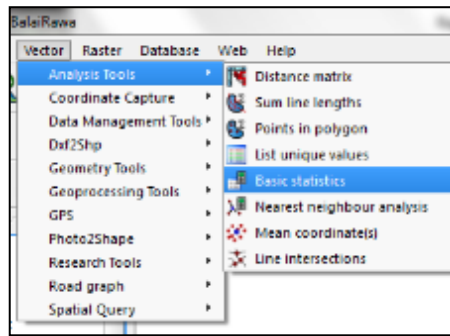 BalaiRawa
Vector Raster Database Web Help
Analysis Tools
Coordinate Capture
Data Management Tools
Dxf2Shp
Geometry Tools
Geoprocessing Tools
GPS
Photo2Shape
Research Tools
Road graph
Spatial Query
Distance matrix
Sum line lengths
Points in polygon
List unique values
Basic statistics
Nearest neighbour analysis
Mean coordinate(s)
Line intersections